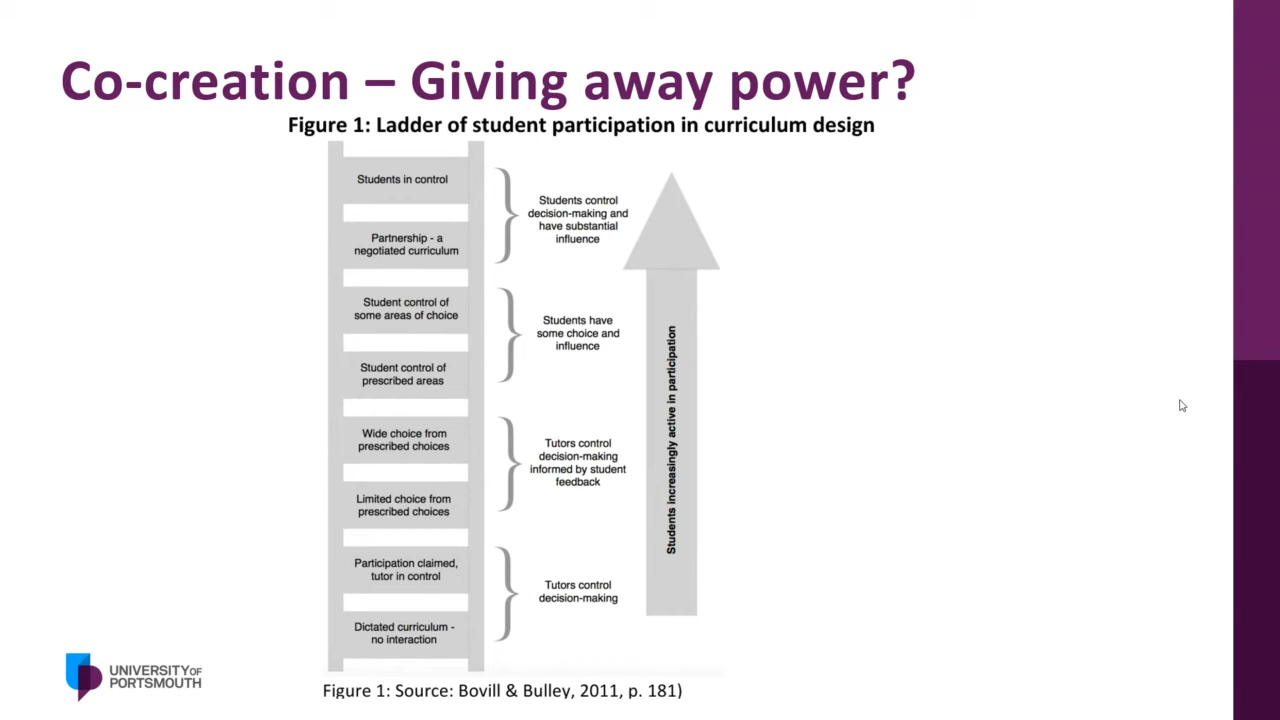 Co-creation – Giving away power?
Figure 1: Ladder of student participation in curriculum design
Students in control
Partnership - a
negotiated curriculum
Students control
decision-making and
have substantial
influence
Student control of
some areas of choice
Student control of
prescribed areas
Students have
some choice and
influence
Wide choice from
prescribed choices
Limited choice from
prescribed choices
Tutors control
decision-making
informed by student
feedback
Participation claimed,
tutor in control
Dictated curriculum -
no interaction
Tutors control
decision-making
Students increasingly active in participation
UNIVERSITY OF
PORTSMOUTH
Figure 1: Source: Bovill & Bulley, 2011, p. 181)